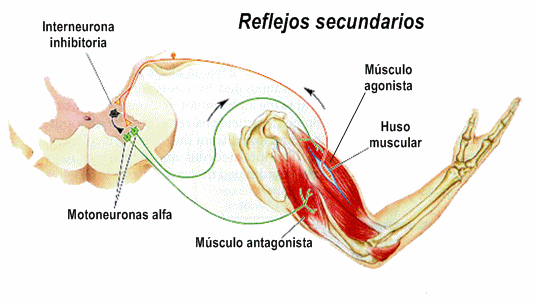 Reflejos secundarios
Interneurona
inhibitoria
Músculo
agonista
Huso
muscular
Motoneuronas alfa
Músculo antagonista